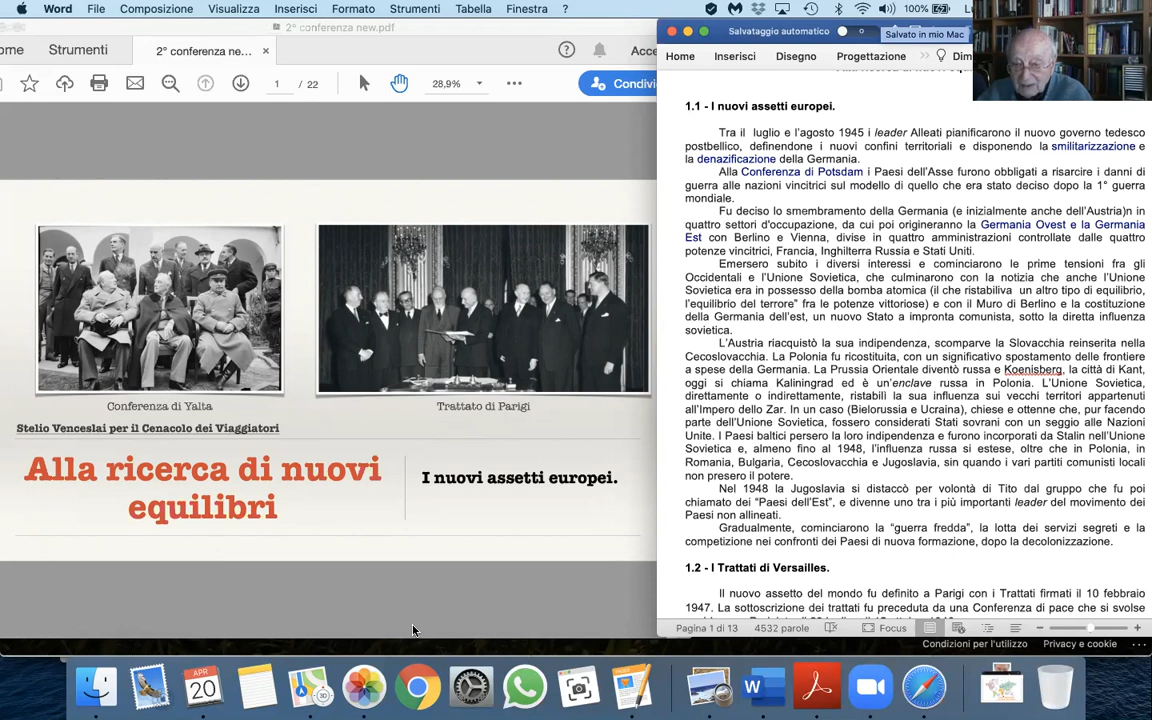 Word File Composizione Visualizza Inserisci Formato Strumenti Tabella Finestra ? 100%
2° conferenza new.pdf
Strumenti 2° conferenza ne... × Acce
1 / 22 28,9% Condivi
Conferenza di Yalta Trattato di Parigi
Stelio Venceslai per il Cenacolo dei Viaggiatori
Alla ricerca di nuovi
equilibri
I nuovi assetti europei.
Salvataggio automatico Salvato in mio Mac
Home Inserisci Disegno Progettazione
1.1 - I nuovi assetti europei.
Tra il luglio e l'agosto 1945 i leader Alleati pianificarono il nuovo governo tedesco
postbellico, definendone i nuovi confini territoriali e disponendo la smilitarizzazione e
la denazificazione della Germania.
Alla Conferenza di Potsdam i Paesi dell'Asse furono obbligati a risarcire i danni di
guerra alle nazioni vincitrici sul modello di quello che era stato deciso dopo la 1° guerra
mondiale.
Fu deciso lo smembramento della Germania (e inizialmente anche dell'Austria)n in
quattro settori d'occupazione, da cui poi origineranno la Germania Ovest e la Germania
Est con Berlino e Vienna, divise in quattro amministrazioni controllate dalle quattro
potenze vincitrici, Francia, Inghilterra Russia e Stati Uniti.
Emersero subito i diversi interessi e cominciarono le prime tensioni fra gli
Occidentali e l'Unione Sovietica, che culminarono con la notizia che anche l'Unione
Sovietica era in possesso della bomba atomica (il che ristabiliva un altro tipo di equilibrio,
l'equilibrio del terrore” fra le potenze vittoriose) e con il Muro di Berlino e la costituzione
della Germania dell'est, un nuovo Stato a impronta comunista, sotto la diretta influenza
sovietica.
L'Austria riacquistò la sua indipendenza, scomparve la Slovacchia reinserita nella
Cecoslovacchia. La Polonia fu ricostituita, con un significativo spostamento delle frontiere
a spese della Germania. La Prussia Orientale diventò russa e Koenisberg, la città di Kant,
oggi si chiama Kaliningrad ed è un'enclave russa in Polonia. L'Unione Sovietica,
direttamente o indirettamente, ristabilì la sua influenza sui vecchi territori appartenuti
all'Impero dello Zar. In un caso (Bielorussia e Ucraina), chiese e ottenne che, pur facendo
parte dell'Unione Sovietica, fossero considerati Stati sovrani con un seggio alle Nazioni
Unite. I Paesi baltici persero la loro indipendenza e furono incorporati da Stalin nell'Unione
Sovietica e, almeno fino al 1948, l'influenza russa si estese, oltre che in Polonia, in
Romania, Bulgaria, Cecoslovacchia e Jugoslavia, sin quando i vari partiti comunisti locali
non presero il potere.
Nel 1948 la Jugoslavia si distaccò per volontà di Tito dal gruppo che fu poi
chiamato dei “Paesi dell'Est”, e divenne uno tra i più importanti leader del movimento dei
Paesi non allineati.
Gradualmente, cominciarono la “guerra fredda”, la lotta dei servizi segreti e la
competizione nei confronti dei Paesi di nuova formazione, dopo la decolonizzazione.
1.2 - I Trattati di Versailles.
Il nuovo assetto del mondo fu definito a Parigi con i Trattati firmati il 10 febbraio
1947. La sottoscrizione dei trattati fu preceduta da una Conferenza di pace che si svolse
Pagina 1 di 13 4532 parole Focus
Condizioni per l'utilizzo Privacy e cookie
APR
20